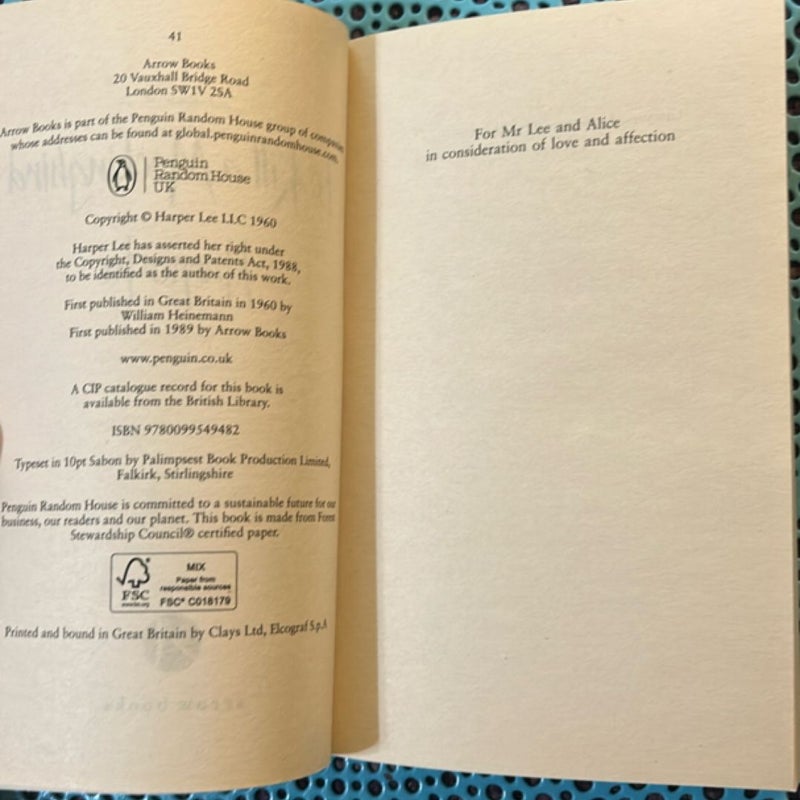 41
Arrow Books
20 Vauxhall Bridge Road
London SW1V 2SA
Arrow Books is part of the Penguin Random House group of companies
whose addresses can be found at global.penguinrandomhouse.com.
Penguin
Random House
UK
Copyright © Harper Lee LLC 1960
Harper Lee has asserted her right under
the Copyright, Designs and Patents Act, 1988,
to be identified as the author of this work.
First published in Great Britain in 1960 by
William Heinemann
First published in 1989 by Arrow Books
www.penguin.co.uk
A CIP catalogue record for this book is
available from the British Library.
ISBN 9780099549482
Typeset in 10pt Sabon by Palimpsest Book Production Limited,
Falkirk, Stirlingshire
Penguin Random House is committed to a sustainable future for our
business, our readers and our planet. This book is made from Forest
Stewardship Council® certified paper.
FSC
www.fsc.org
MIX
Paper from
responsible sources
FSC® C018179
Printed and bound in Great Britain by Clays Ltd, Elcograf S.p.A
For Mr Lee and Alice
in consideration of love and affection